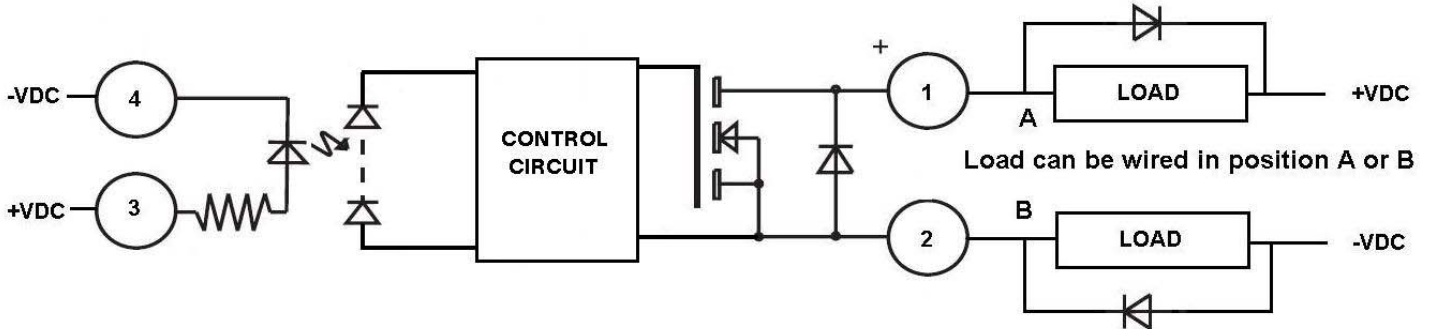 -VDC
4
+VDC
3
CONTROL
CIRCUIT
+
1
A
LOAD
+VDC
Load can be wired in position A or B
2
B
LOAD
-VDC